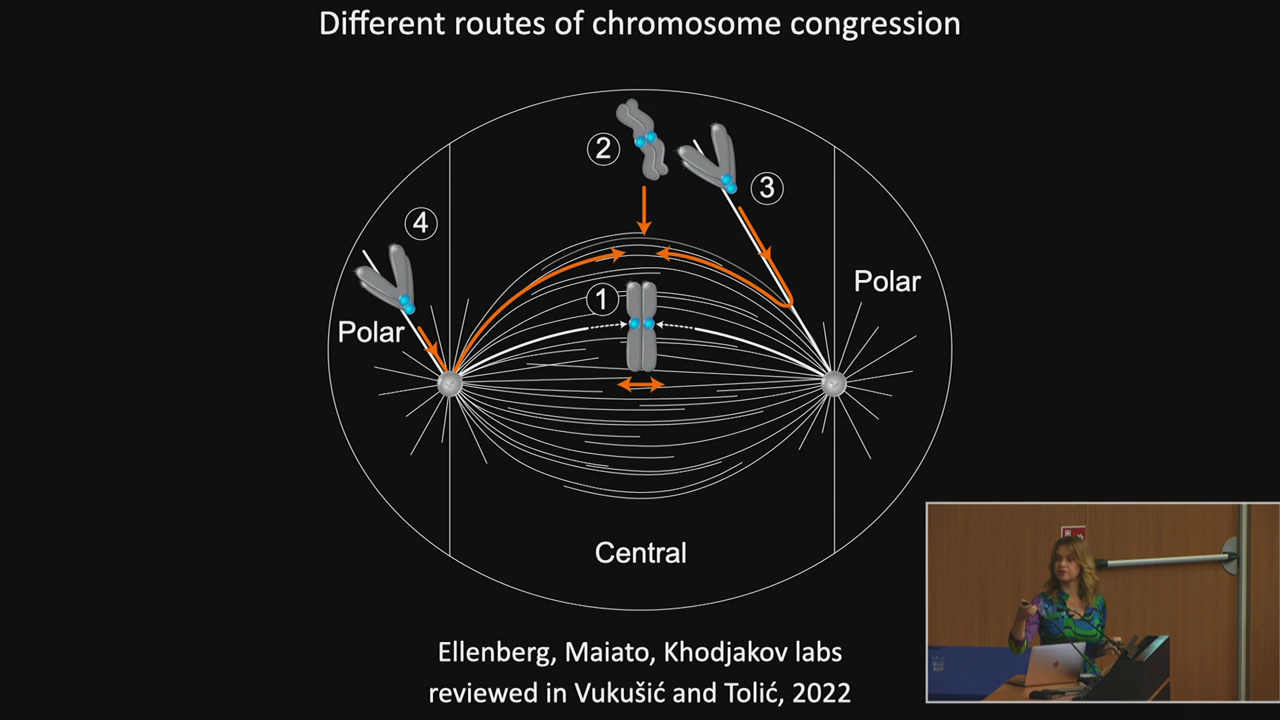 Different routes of chromosome congression
2
3
4
Polar
1
Polar
Central
Ellenberg, Maiato, Khodjakov labs
reviewed in Vukušić and Tolić, 2022